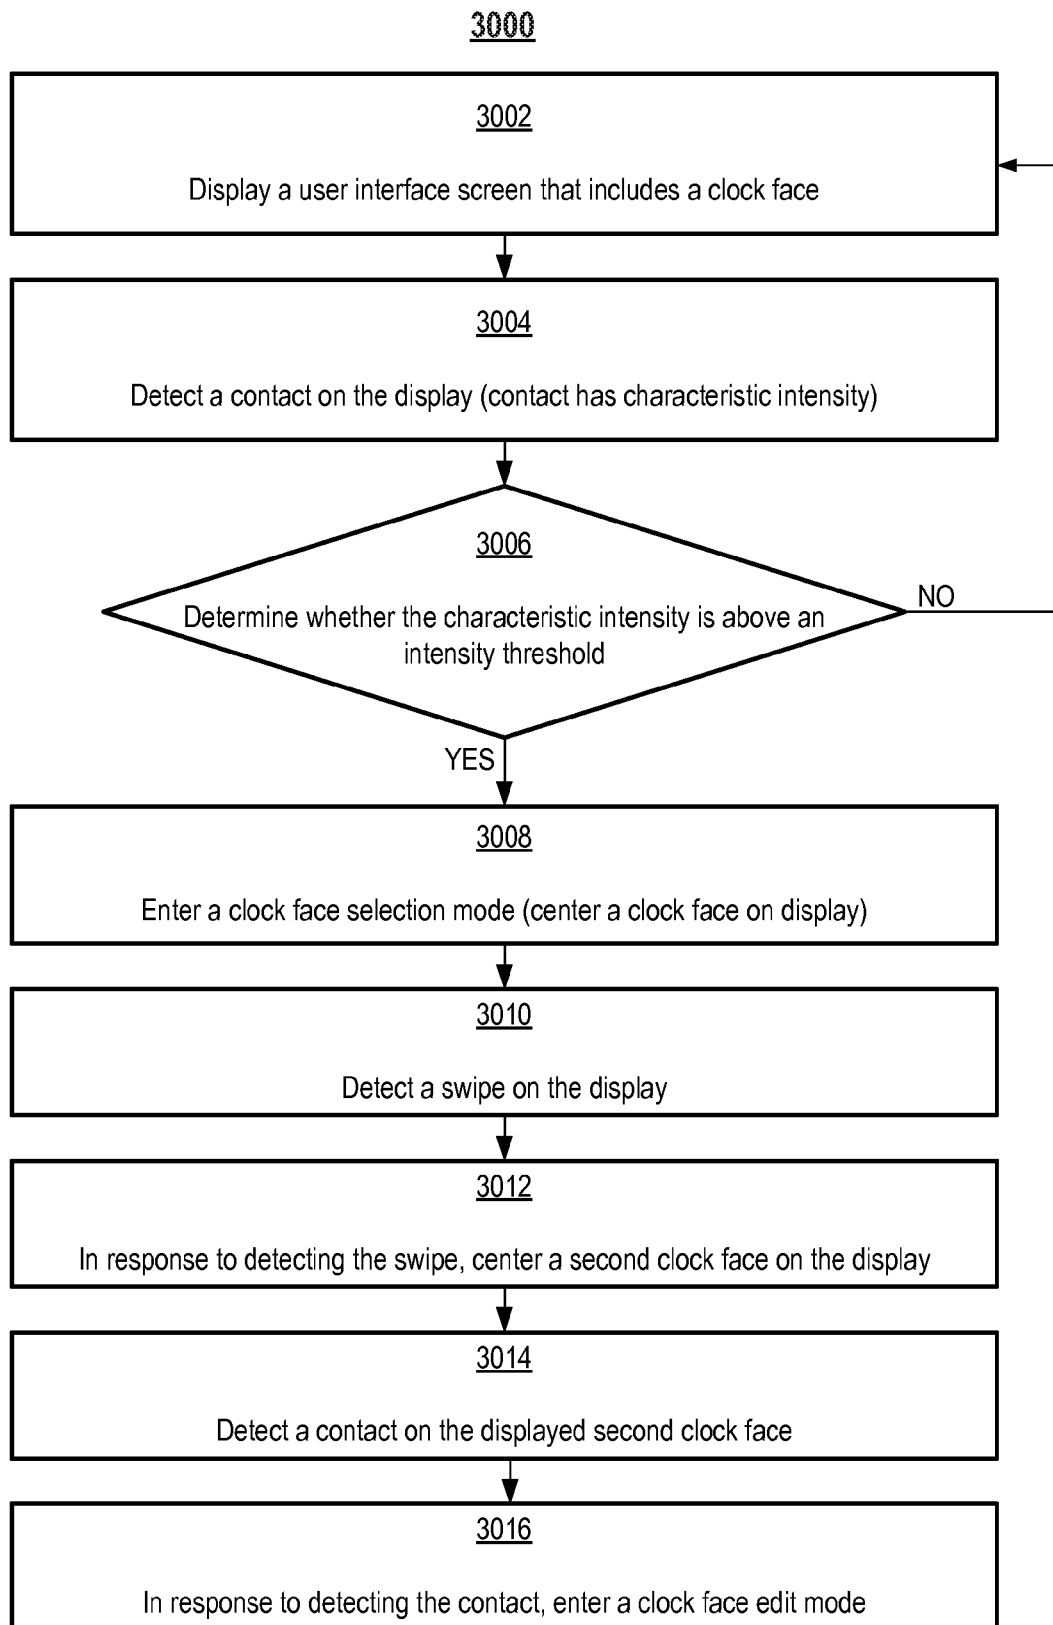 3000
3002
Display a user interface screen that includes a clock face
3004
Detect a contact on the display (contact has characteristic intensity)
3006
Determine whether the characteristic intensity is above an
intensity threshold
NO
YES
3008
Enter a clock face selection mode (center a clock face on display)
3010
Detect a swipe on the display
3012
In response to detecting the swipe, center a second clock face on the display
3014
Detect a contact on the displayed second clock face
3016
In response to detecting the contact, enter a clock face edit mode